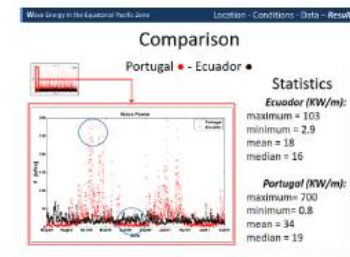 Wave Energy in the Equatorial Pacific Zone
Location - Conditions - Data – Results
Comparison
Portugal ● - Ecuador ●
Statistics
Ecuador (KW/m):
maximum = 103
minimum = 2.9
mean = 18
median = 16
Portugal (KW/m):
maximum= 700
minimum= 0.8
mean = 34
median = 19
Wave Power
Portugal
Ecuador